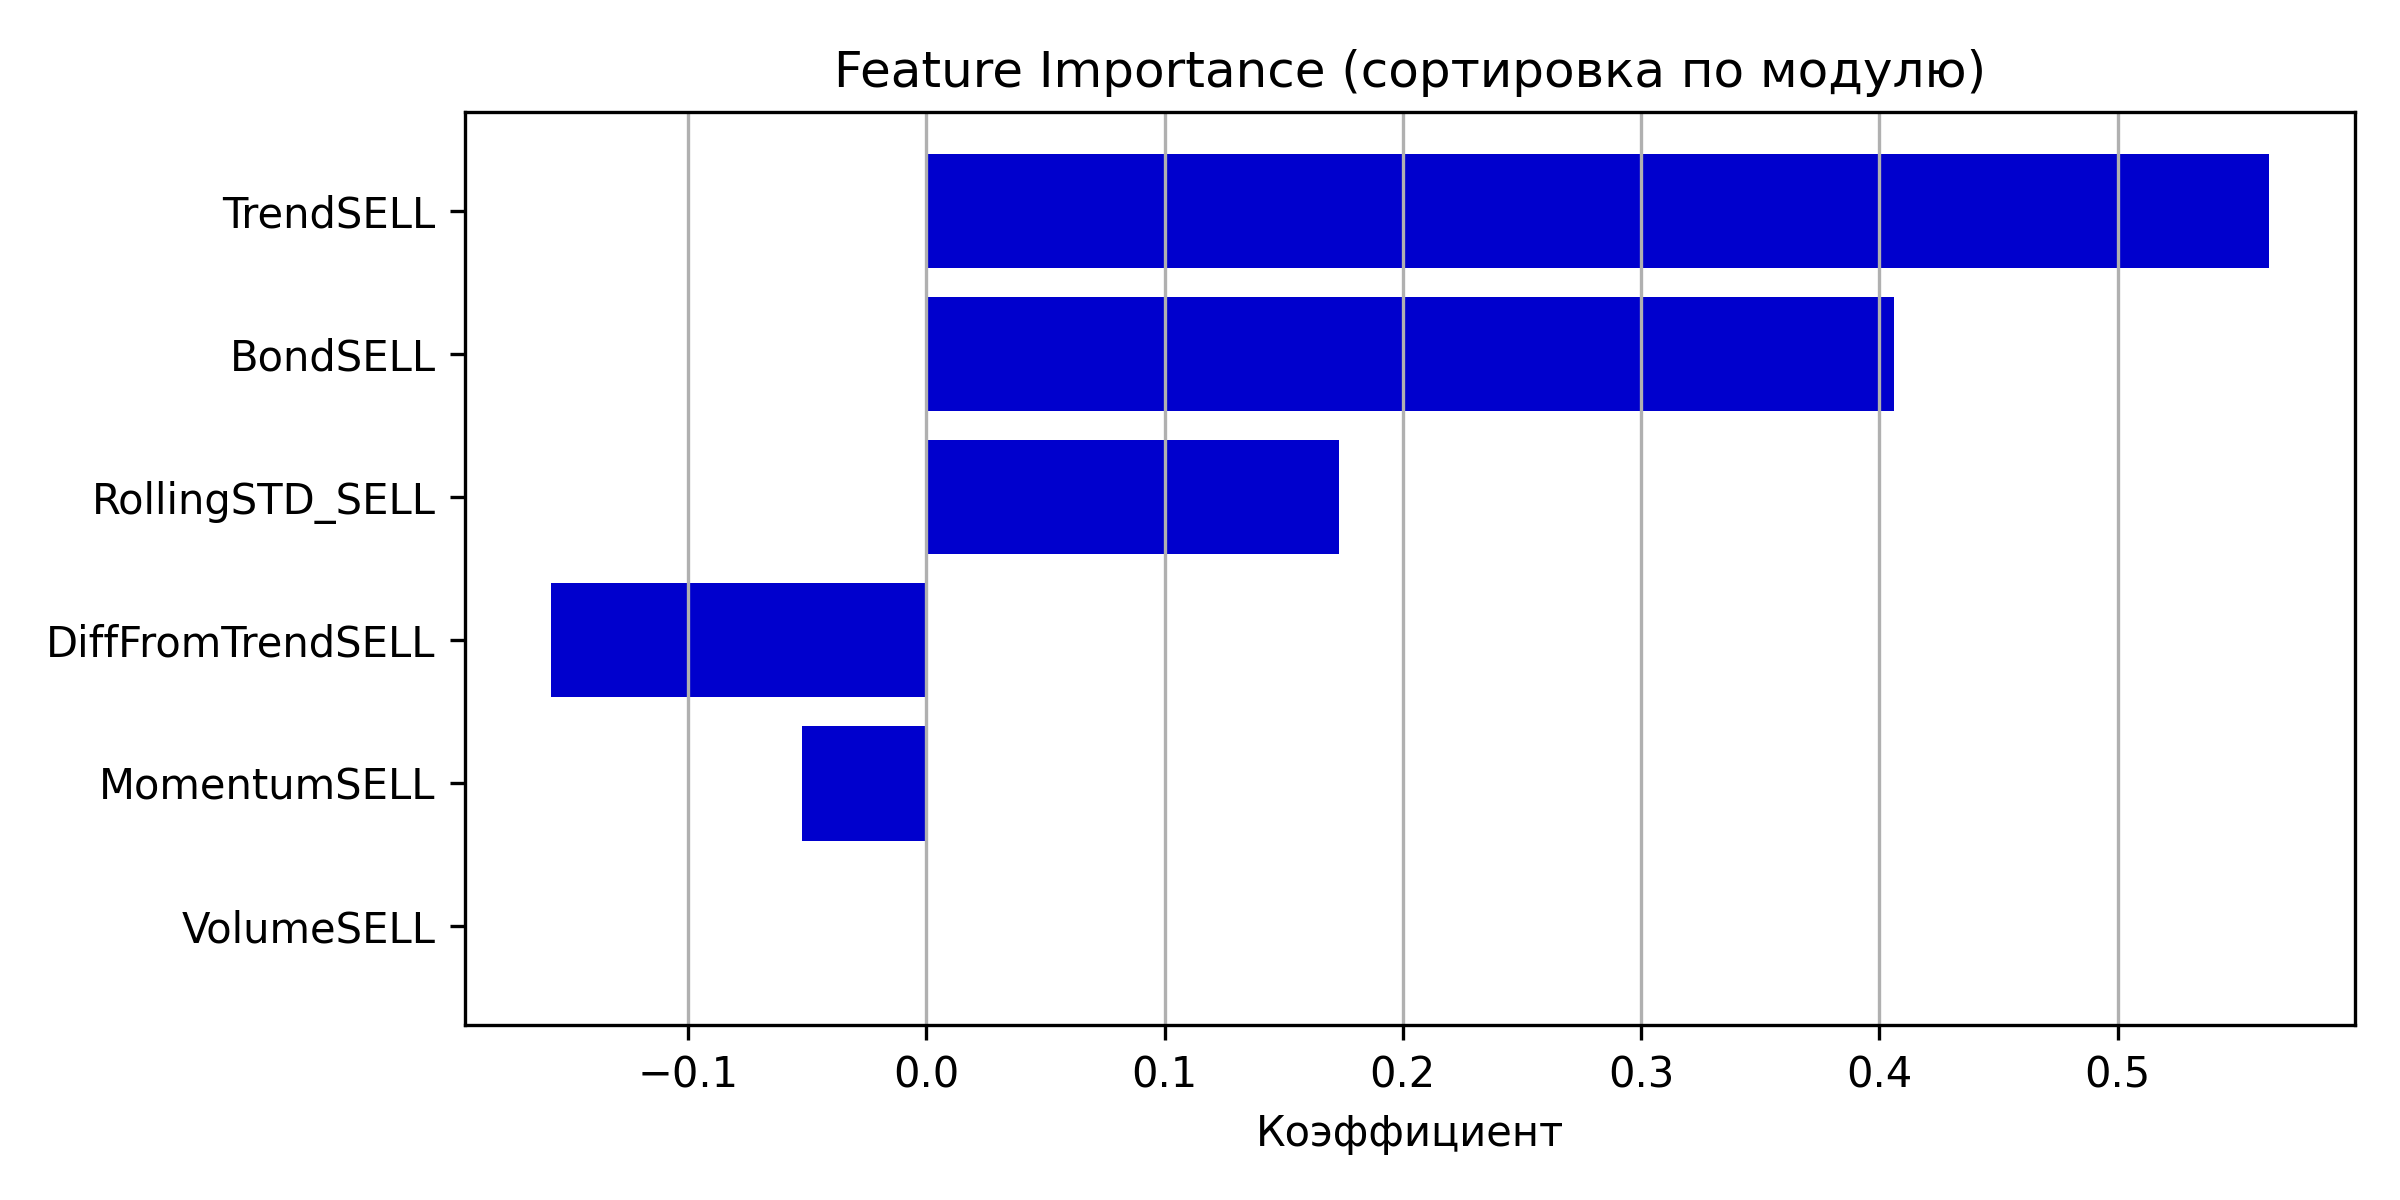 Feature Importance (сортировка по модулю)
TrendSELL
BondSELL
RollingSTD_SELL
DiffFromTrendSELL
MomentumSELL
VolumeSELL
−0.1 0.0 0.1 0.2 0.3 0.4 0.5
Коэффициент